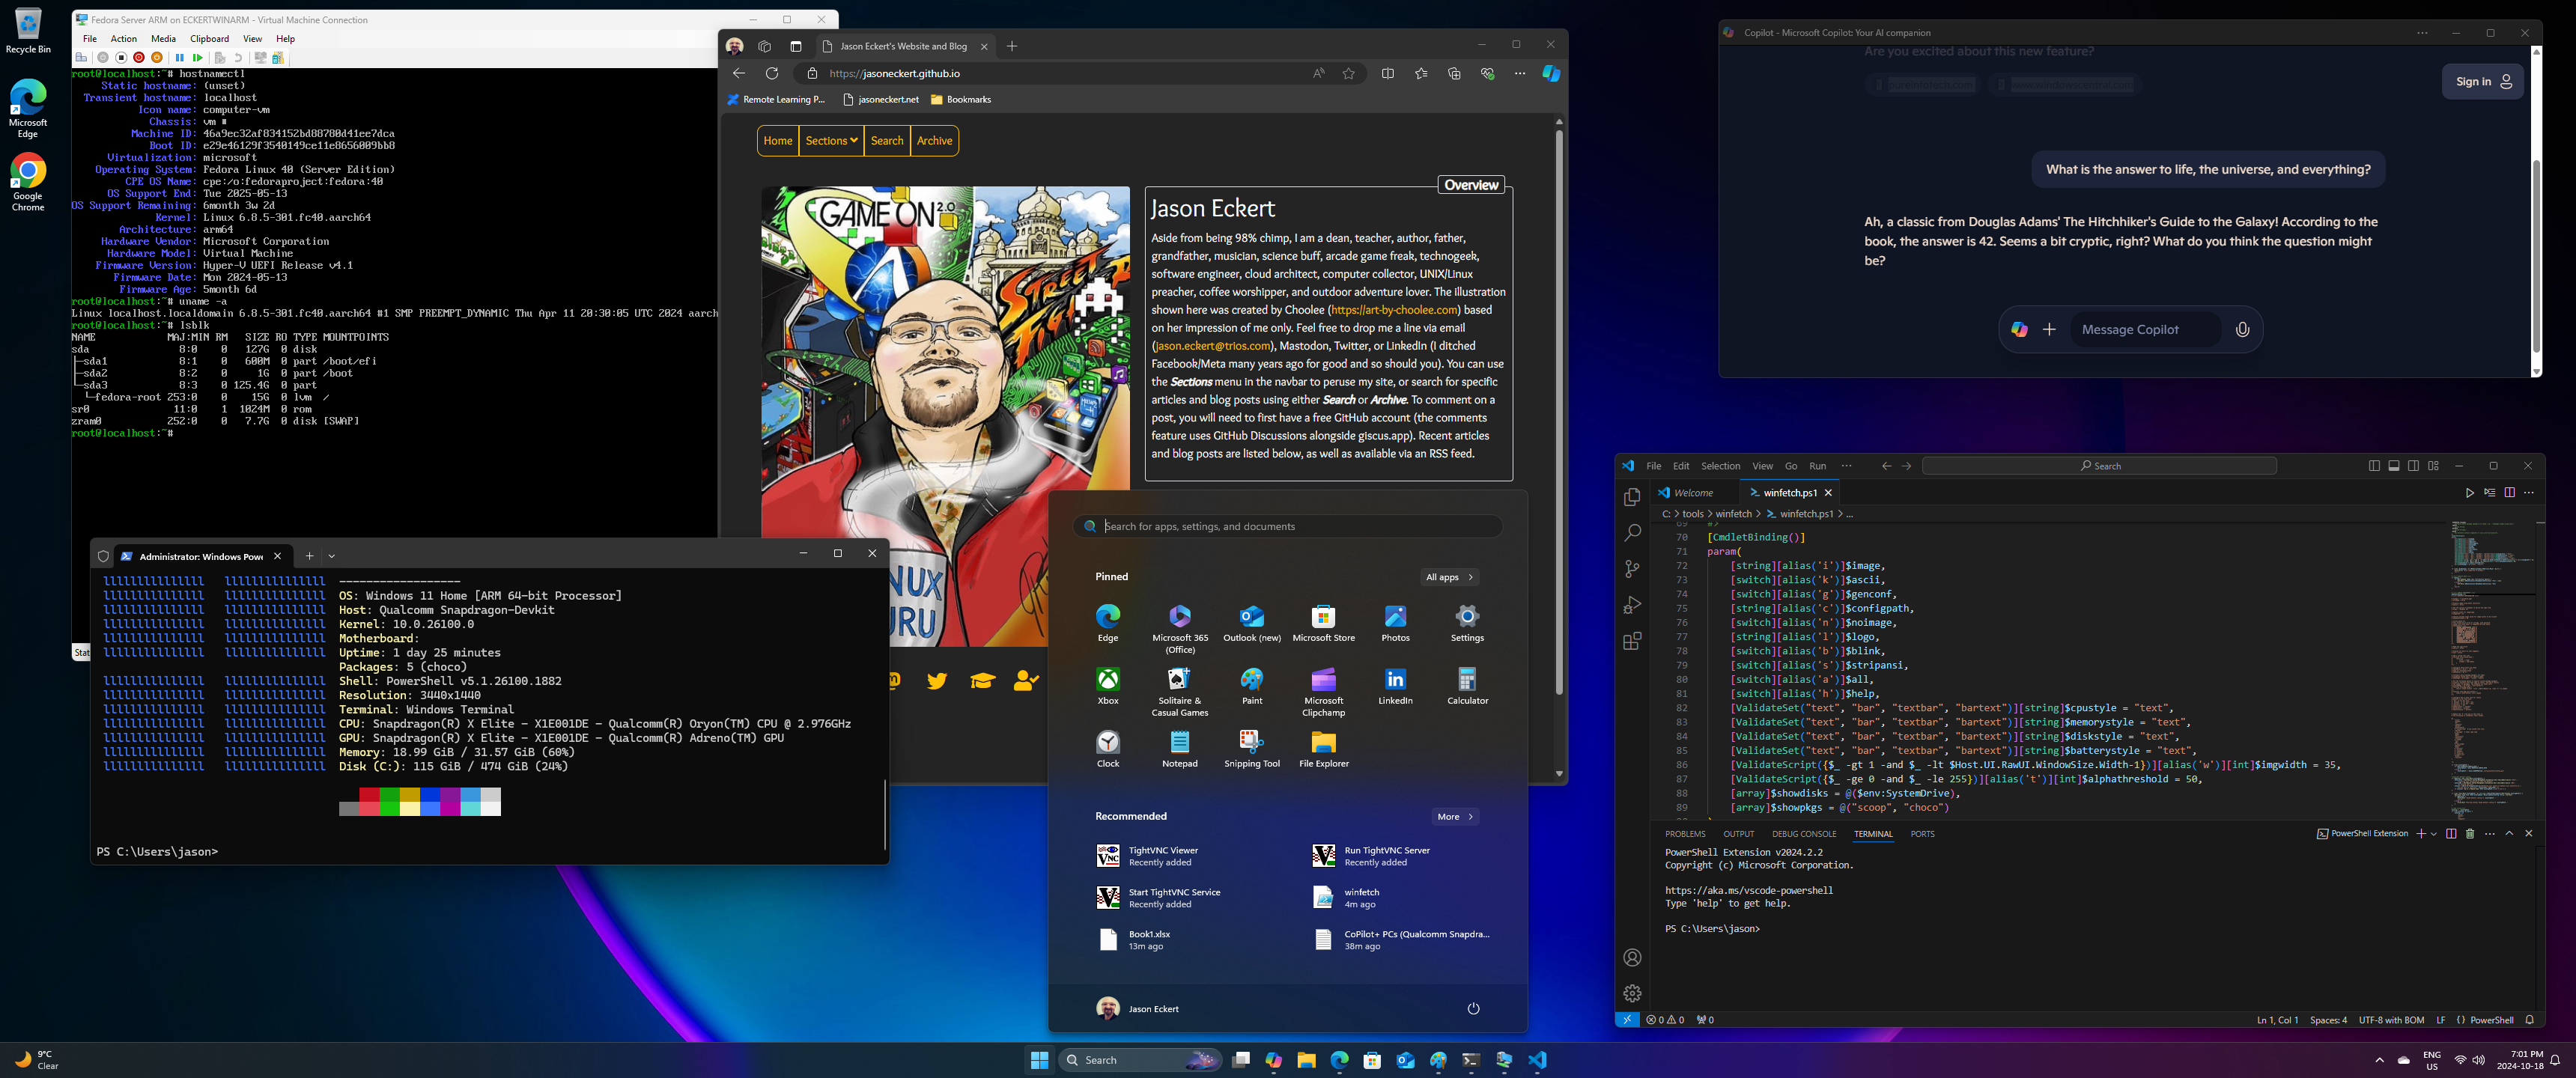 Recycle Bin
Microsoft Edge
Google Chrome
Fedora Server ARM on ECKERTWINARM - Virtual Machine Connection
File Action Media Clipboard View Help
root@localhost:~# hostnamectl
Static hostname: (unset)
Transient hostname: localhost
Icon name: computer-vm
Chassis: vm
Machine ID: 46a9ec32af834152bd88780d41ee7dca
Boot ID: e29e46129f3540149ce11e8656009bb8
Virtualization: microsoft
Operating System: Fedora Linux 40 (Server Edition)
CPE OS Name: cpe:/o:fedoraproject:fedora:40
OS Support End: Tue 2025-05-13
OS Support Remaining: 6month 3w 2d
Kernel: Linux 6.8.5-301.fc40.aarch64
Architecture: arm64
Hardware Vendor: Microsoft Corporation
Hardware Model: Virtual Machine
Firmware Version: Hyper-V UEFI Release v4.1
Firmware Date: Mon 2024-05-13
Firmware Age: 5month 6d
root@localhost:~# uname -a
Linux localhost.localdomain 6.8.5-301.fc40.aarch64 #1 SMP PREEMPT_DYNAMIC Thu Apr 11 20:30:05 UTC 2024 aarch
root@localhost:~# lsblk
NAME MAJ:MIN RM SIZE RO TYPE MOUNTPOINTS
sda 8:0 0 127G 0 disk
├─sda1 8:1 0 600M 0 part /boot/efi
├─sda2 8:2 0 1G 0 part /boot
└─sda3 8:3 0 125.4G 0 part
└─fedora-root 253:0 0 15G 0 lvm /
sr0 11:0 1 1024M 0 rom
zram0 252:0 0 7.7G 0 disk [SWAP]
root@localhost:~#
Stat
Administrator: Windows Powe
------------------
OS: Windows 11 Home [ARM 64-bit Processor]
Host: Qualcomm Snapdragon-Devkit
Kernel: 10.0.26100.0
Motherboard:
Uptime: 1 day 25 minutes
Packages: 5 (choco)
Shell: PowerShell v5.1.26100.1882
Resolution: 3440x1440
Terminal: Windows Terminal
CPU: Snapdragon(R) X Elite - X1E001DE - Qualcomm(R) Oryon(TM) CPU @ 2.976GHz
GPU: Snapdragon(R) X Elite - X1E001DE - Qualcomm(R) Adreno(TM) GPU
Memory: 18.99 GiB / 31.57 GiB (60%)
Disk (C:): 115 GiB / 474 GiB (24%)
PS C:\Users\jason>
Jason Eckert's Website and Blog
https://jasoneckert.github.io
Remote Learning P... jasoneckert.net Bookmarks
Home Sections Search Archive
GAME ON 2.0
STREET
LINUX
GURU
Overview
Jason Eckert
Aside from being 98% chimp, I am a dean, teacher, author, father,
grandfather, musician, science buff, arcade game freak, technogeek,
software engineer, cloud architect, computer collector, UNIX/Linux
preacher, coffee worshipper, and outdoor adventure lover. The illustration
shown here was created by Choolee (https://art-by-choolee.com) based
on her impression of me only. Feel free to drop me a line via email
(jason.eckert@trios.com), Mastodon, Twitter, or LinkedIn (I ditched
Facebook/Meta many years ago for good and so should you). You can use
the Sections menu in the navbar to peruse my site, or search for specific
articles and blog posts using either Search or Archive. To comment on a
post, you will need to first have a free GitHub account (the comments
feature uses GitHub Discussions alongside giscus.app). Recent articles
and blog posts are listed below, as well as available via an RSS feed.
Search for apps, settings, and documents
Pinned All apps
Edge
Microsoft 365 (Office)
Outlook (new)
Microsoft Store
Photos
Settings
Xbox
Solitaire & Casual Games
Paint
Microsoft Clipchamp
LinkedIn
Calculator
Clock
Notepad
Snipping Tool
File Explorer
Recommended More
TightVNC Viewer
Recently added
Run TightVNC Server
Recently added
Start TightVNC Service
Recently added
winfetch
4m ago
Book1.xlsx
13m ago
CoPilot+ PCs (Qualcomm Snapdra...
38m ago
Jason Eckert
Copilot - Microsoft Copilot: Your AI companion
Are you excited about this new feature?
Sign in
What is the answer to life, the universe, and everything?
Ah, a classic from Douglas Adams' The Hitchhiker's Guide to the Galaxy! According to the
book, the answer is 42. Seems a bit cryptic, right? What do you think the question might
be?
Message Copilot
File Edit Selection View Go Run ··· Search
Welcome winfetch.ps1
C: > tools > winfetch > winfetch.ps1 > ...
69 #>
70 [CmdletBinding()]
71 param(
72 [string][alias('i')]$image,
73 [switch][alias('k')]$ascii,
74 [switch][alias('g')]$genconf,
75 [string][alias('c')]$configpath,
76 [switch][alias('n')]$noimage,
77 [string][alias('l')]$logo,
78 [switch][alias('b')]$blink,
79 [switch][alias('s')]$stripansi,
80 [switch][alias('a')]$all,
81 [switch][alias('h')]$help,
82 [ValidateSet("text", "bar", "textbar", "bartext")][string]$cpustyle = "text",
83 [ValidateSet("text", "bar", "textbar", "bartext")][string]$memorystyle = "text",
84 [ValidateSet("text", "bar", "textbar", "bartext")][string]$diskstyle = "text",
85 [ValidateSet("text", "bar", "textbar", "bartext")][string]$batterystyle = "text",
86 [ValidateScript({$_ -gt 1 -and $_ -lt $Host.UI.RawUI.WindowSize.Width-1})][alias('w')][int]$imgwidth = 35,
87 [ValidateScript({$_ -ge 0 -and $_ -le 255})][alias('t')][int]$alphathreshold = 50,
88 [array]$showdisks = @($env:SystemDrive),
89 [array]$showpkgs = @("scoop", "choco")
PROBLEMS OUTPUT DEBUG CONSOLE TERMINAL PORTS PowerShell Extension
PowerShell Extension v2024.2.2
Copyright (c) Microsoft Corporation.
https://aka.ms/vscode-powershell
Type 'help' to get help.
PS C:\Users\jason>
0 0 0 Ln 1, Col 1 Spaces: 4 UTF-8 with BOM LF {} PowerShell
9°C
Clear
Search
ENG
US
7:01 PM
2024-10-18